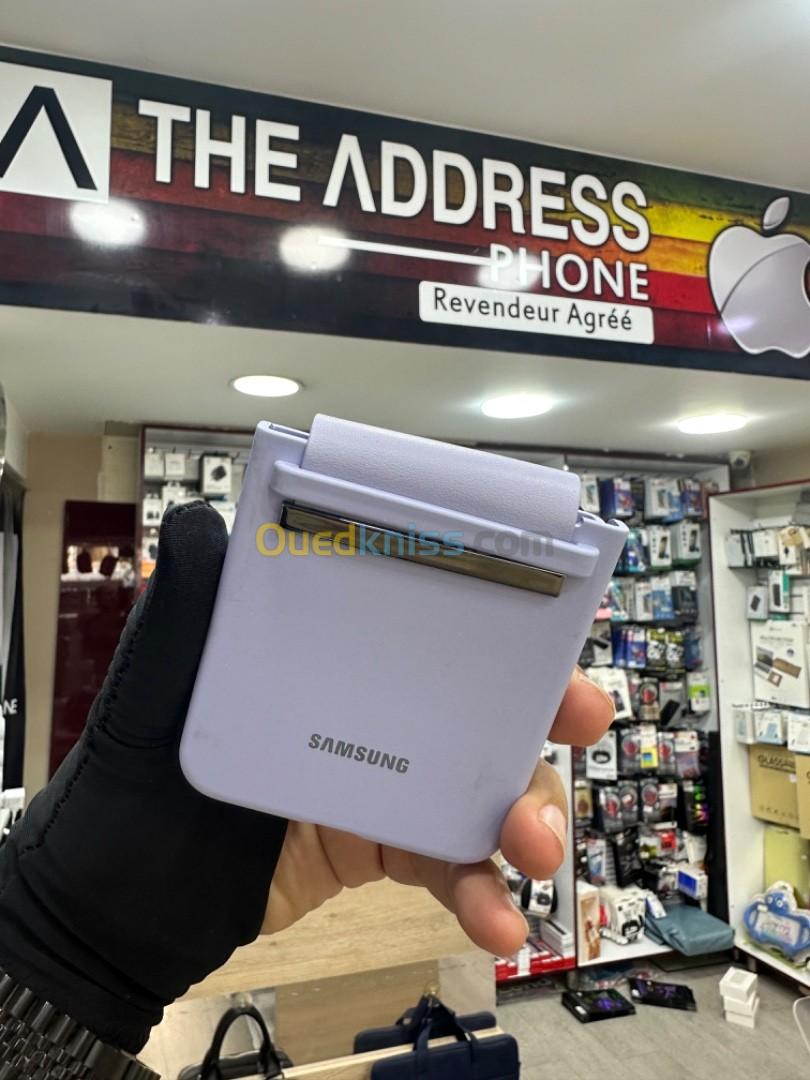 THE ADDRESS
PHONE
Revendeur Agréé
Ouedkniss.com
SAMSUNG